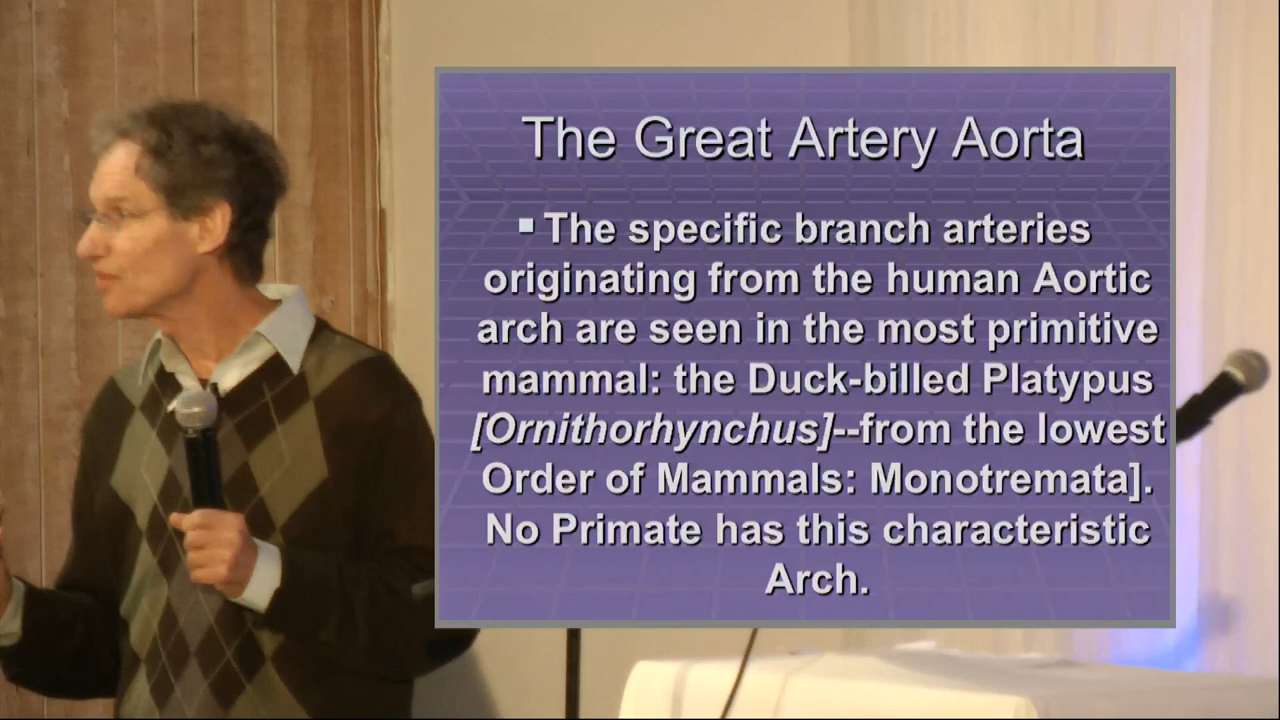 The Great Artery Aorta
▪ The specific branch arteries
originating from the human Aortic
arch are seen in the most primitive
mammal: the Duck-billed Platypus
[Ornithorhynchus]--from the lowest
Order of Mammals: Monotremata].
No Primate has this characteristic
Arch.